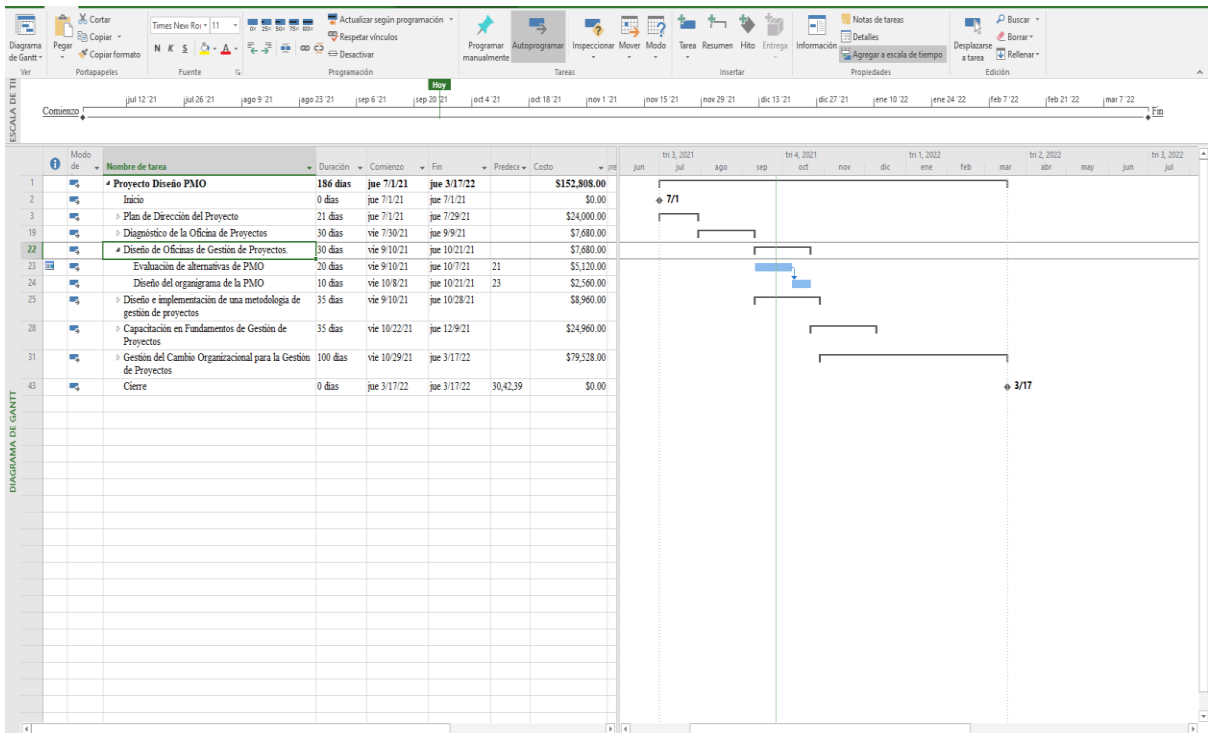 Diagrama de Gantt
Ver
Pegar
Cortar
Copiar
Copiar formato
Portapapeles
Times New Ro
11
N K S
Fuente
0% 25% 50% 75% 100%
Actualizar según programación
Respetar vínculos
Desactivar
Programación
Programar manualmente
Autoprogramar
Inspeccionar
Mover
Modo
Tareas
Tarea
Resumen
Hito
Entrega
Insertar
Información
Notas de tareas
Detalles
Agregar a escala de tiempo
Propiedades
Desplazarse a tarea
Buscar
Borrar
Rellenar
Edición
ESCALA DE TI
Hoy
jul 12 '21 jul 26 '21 ago 9 '21 ago 23 '21 sep 6 '21 sep 20 '21 oct 4 '21 oct 18 '21 nov 1 '21 nov 15 '21 nov 29 '21 dic 13 '21 dic 27 '21 ene 10 '22 ene 24 '22 feb 7 '22 feb 21 '22 mar 7 '22
Comienzo
Fin
DIAGRAMA DE GANTT
Modo de Nombre de tarea Duración Comienzo Fin Predece Costo
tri 3, 2021 tri 4, 2021 tri 1, 2022 tri 2, 2022 tri 3, 2022
jun jul ago sep oct nov dic ene feb mar abr may jun jul
1 Proyecto Diseño PMO 186 días jue 7/1/21 jue 3/17/22 $152,808.00
2 Inicio 0 días jue 7/1/21 jue 7/1/21 $0.00 7/1
3 Plan de Dirección del Proyecto 21 días jue 7/1/21 jue 7/29/21 $24,000.00
19 Diagnóstico de la Oficina de Proyectos 30 días vie 7/30/21 jue 9/9/21 $7,680.00
22 Diseño de Oficinas de Gestión de Proyectos. 30 días vie 9/10/21 jue 10/21/21 $7,680.00
23 Evaluación de alternativas de PMO 20 días vie 9/10/21 jue 10/7/21 21 $5,120.00
24 Diseño del organigrama de la PMO 10 días vie 10/8/21 jue 10/21/21 23 $2,560.00
25 Diseño e implementación de una metodología de 35 días vie 9/10/21 jue 10/28/21 $8,960.00
gestión de proyectos
28 Capacitación en Fundamentos de Gestión de 35 días vie 10/22/21 jue 12/9/21 $24,960.00
Proyectos
31 Gestión del Cambio Organizacional para la Gestión 100 días vie 10/29/21 jue 3/17/22 $79,528.00
de Proyectos
43 Cierre 0 días jue 3/17/22 jue 3/17/22 30,42,39 $0.00 3/17